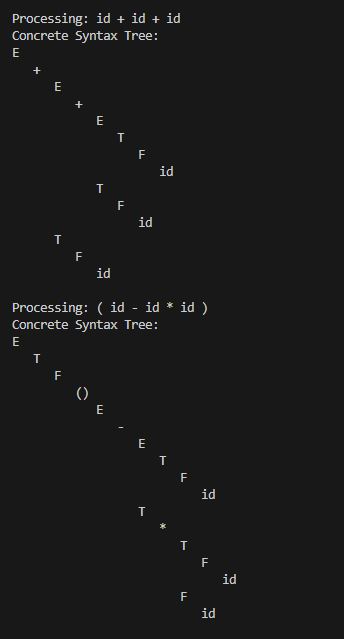 Processing: id + id + id
Concrete Syntax Tree:
E
   +
      E
         +
            E
               T
                  F
                     id
            T
               F
                  id
      T
         F
            id

Processing: ( id - id * id )
Concrete Syntax Tree:
E
   T
      F
         ()
            E
               -
                  E
                     T
                        F
                           id
                  T
                     *
                        T
                           F
                              id
                        F
                           id